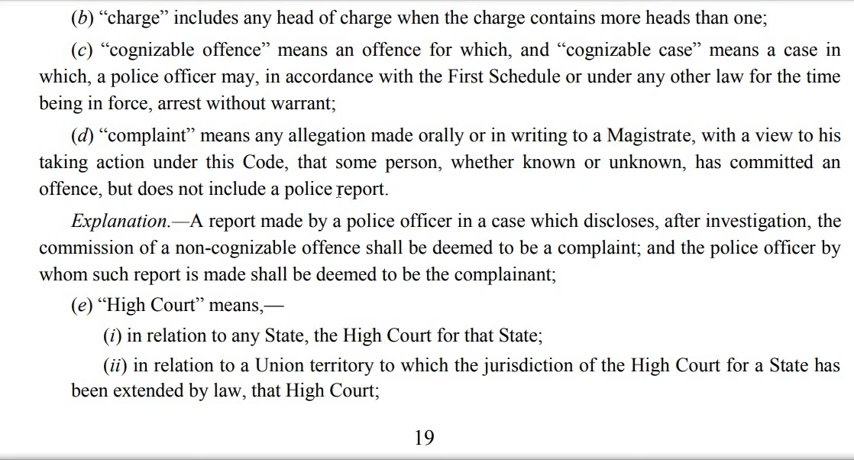 (b) “charge” includes any head of charge when the charge contains more heads than one;
(c) “cognizable offence” means an offence for which, and “cognizable case” means a case in
which, a police officer may, in accordance with the First Schedule or under any other law for the time
being in force, arrest without warrant;
(d) “complaint” means any allegation made orally or in writing to a Magistrate, with a view to his
taking action under this Code, that some person, whether known or unknown, has committed an
offence, but does not include a police report.
Explanation.—A report made by a police officer in a case which discloses, after investigation, the
commission of a non-cognizable offence shall be deemed to be a complaint; and the police officer by
whom such report is made shall be deemed to be the complainant;
(e) “High Court” means,—
(i) in relation to any State, the High Court for that State;
(ii) in relation to a Union territory to which the jurisdiction of the High Court for a State has
been extended by law, that High Court;
19